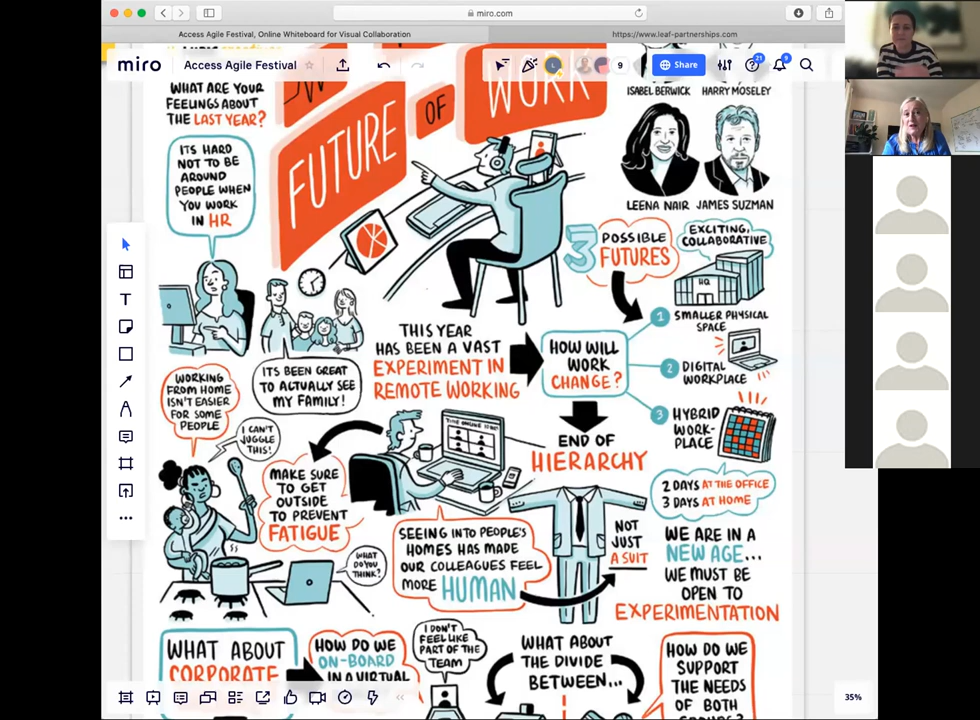 miro.com
Access Agile Festival, Online Whiteboard for Visual Collaboration
https://www.leaf-partnerships.com
miro
Access Agile Festival
L
9
Share
21
9
WHAT ARE YOUR
FEELINGS ABOUT
THE LAST YEAR?
FUTURE
OF
WORK
ISABEL BERWICK
HARRY MOSELEY
LEENA NAIR
JAMES SUZMAN
ITS HARD
NOT TO BE
AROUND
PEOPLE WHEN
YOU WORK
IN HR
3 POSSIBLE
FUTURES
EXCITING,
COLLABORATIVE
HQ
1 SMALLER PHYSICAL
SPACE
2 DIGITAL
WORKPLACE
3 HYBRID
WORK-
PLACE
THIS YEAR
HAS BEEN A VAST
EXPERIMENT IN
REMOTE WORKING
HOW WILL
WORK
CHANGE?
IT'S BEEN GREAT
TO ACTUALLY SEE
MY FAMILY!
WORKING
FROM HOME
ISN'T EASIER
FOR SOME
PEOPLE
I CAN'T
JUGGLE
THIS!
MAKE SURE
TO GET
OUTSIDE
TO PREVENT
FATIGUE
END OF
HIERARCHY
2 DAYS AT THE OFFICE
3 DAYS AT HOME
SEEING INTO PEOPLE'S
HOMES HAS MADE
OUR COLLEAGUES FEEL
MORE HUMAN
NOT
JUST
A SUIT
WE ARE IN A
NEW AGE...
WE MUST BE
OPEN TO
EXPERIMENTATION
WHAT
DO YOU
THINK?
WHAT ABOUT
CORPORATE
HOW DO WE
ON-BOARD
IN A VIRTUAL
I DON'T
FEEL LIKE
PART OF THE
TEAM
WHAT ABOUT
THE DIVIDE
BETWEEN...
HOW DO WE
SUPPORT
THE NEEDS
OF BOTH
35%